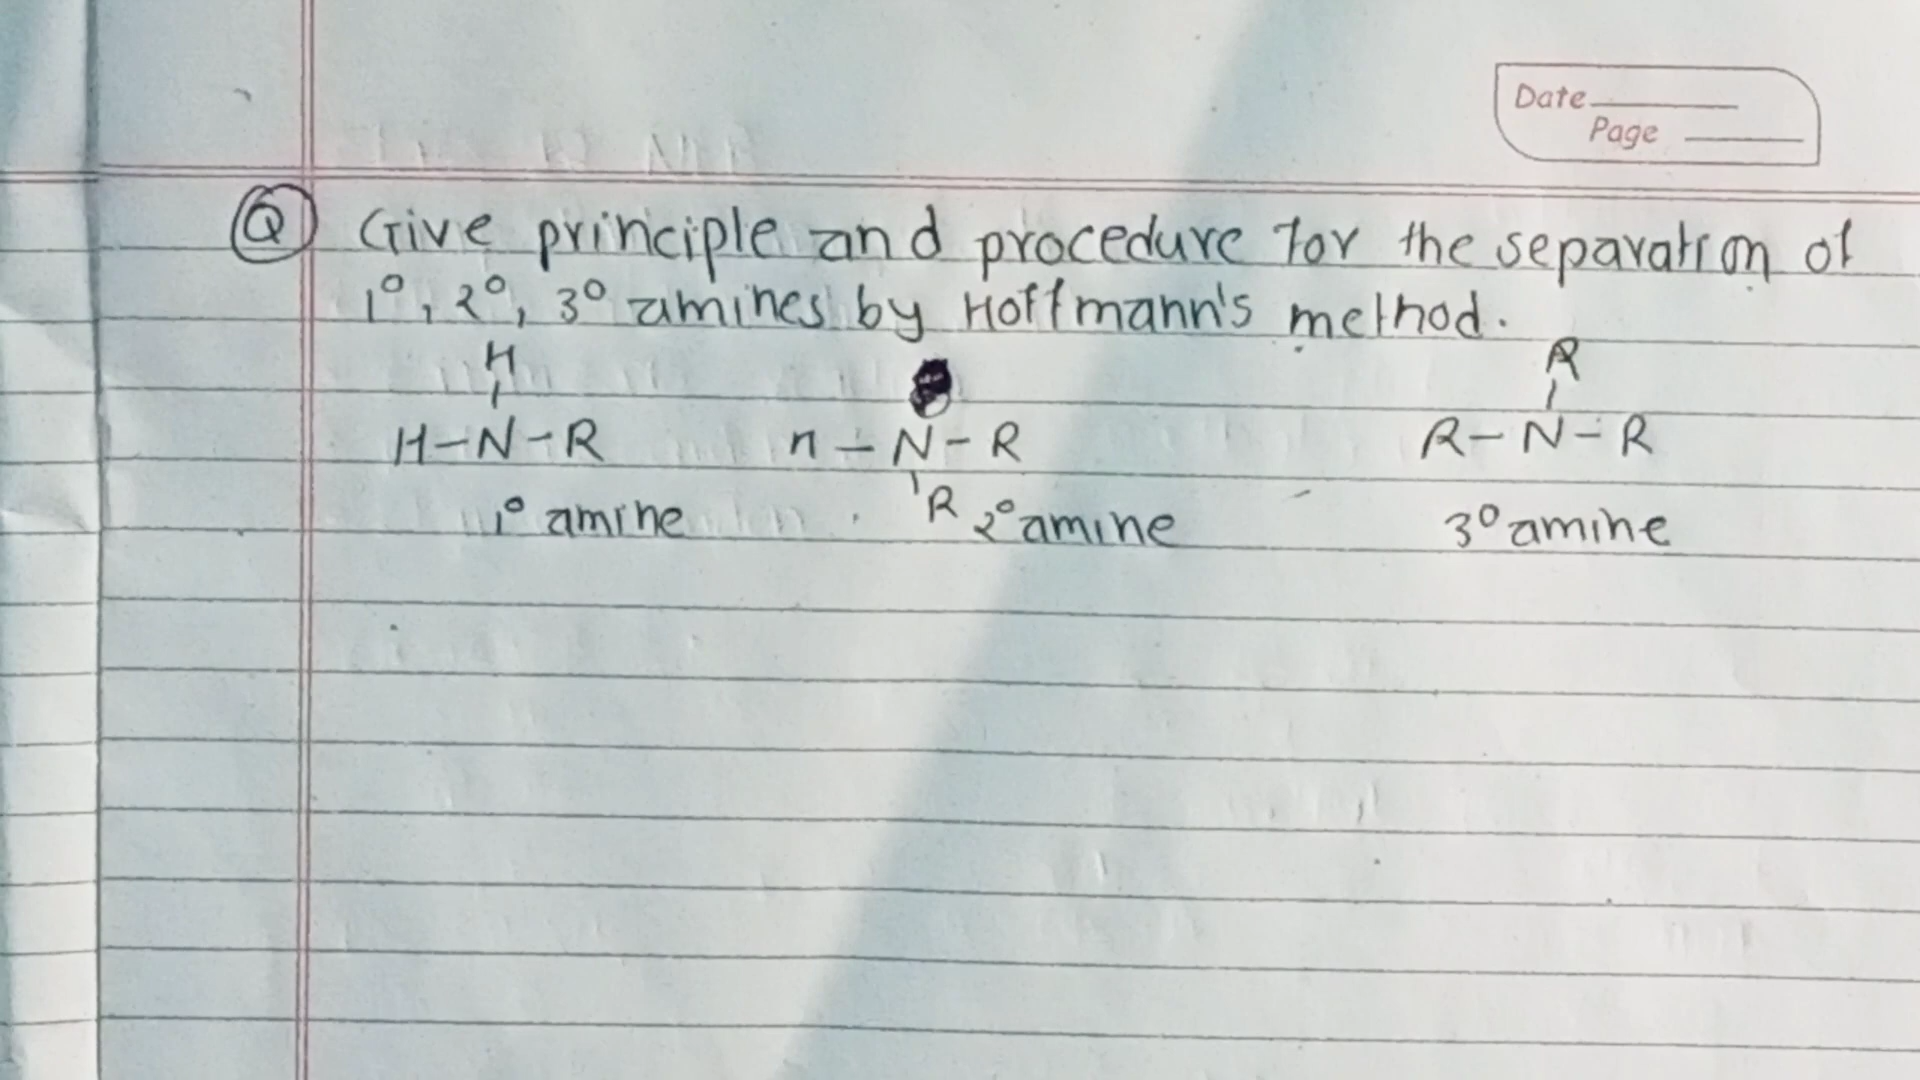 Date
Page
Q Give principle and procedure for the separation of
1°, 2°, 3° amines by Hoffmann's method.
H R
H-N-R n-N-R R-N-R
R
1° amine 2° amine 3° amine